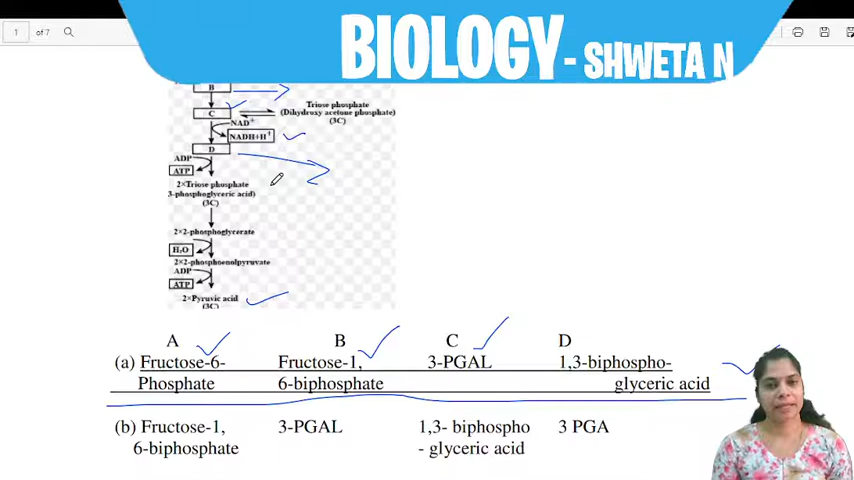 BIOLOGY- SHWETA N
1 of 7
B
C
Triose phosphate
(Dihydroxy acetone phosphate)
(3C)
NAD+
NADH+H+
D
ADP
ATP
2×Triose phosphate
3-phosphoglyceric acid)
(3C)
2×2-phosphoglycerate
H2O
2×2-phosphoenolpyruvate
ADP
ATP
2×Pyruvic acid
(3C)
A B C D
(a) Fructose-6- Fructose-1, 3-PGAL 1,3-biphospho-
Phosphate 6-biphosphate glyceric acid
(b) Fructose-1, 3-PGAL 1,3- biphospho 3 PGA
6-biphosphate - glyceric acid